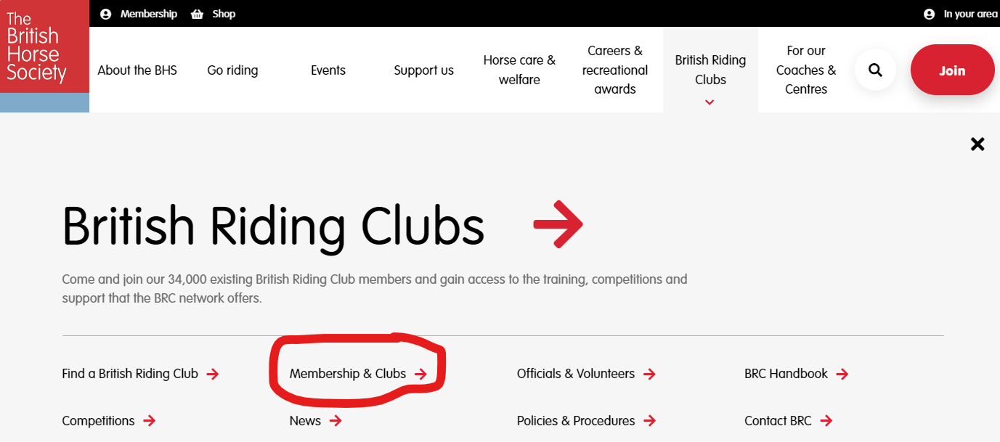 The
British
Horse
Society
Membership
Shop
In your area
About the BHS
Go riding
Events
Support us
Horse care &
welfare
Careers &
recreational
awards
British Riding
Clubs
For our
Coaches &
Centres
Join
British Riding Clubs
Come and join our 34,000 existing British Riding Club members and gain access to the training, competitions and
support that the BRC network offers.
Find a British Riding Club
Membership & Clubs
Officials & Volunteers
BRC Handbook
Competitions
News
Policies & Procedures
Contact BRC